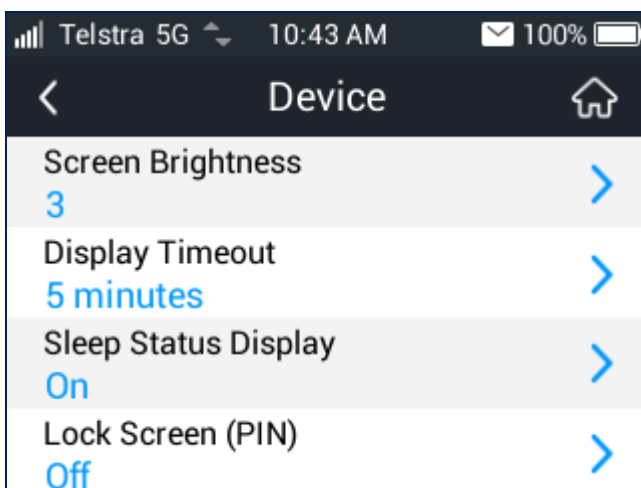 Telstra 5G 10:43 AM 100%
Device
Screen Brightness
3
Display Timeout
5 minutes
Sleep Status Display
On
Lock Screen (PIN)
Off